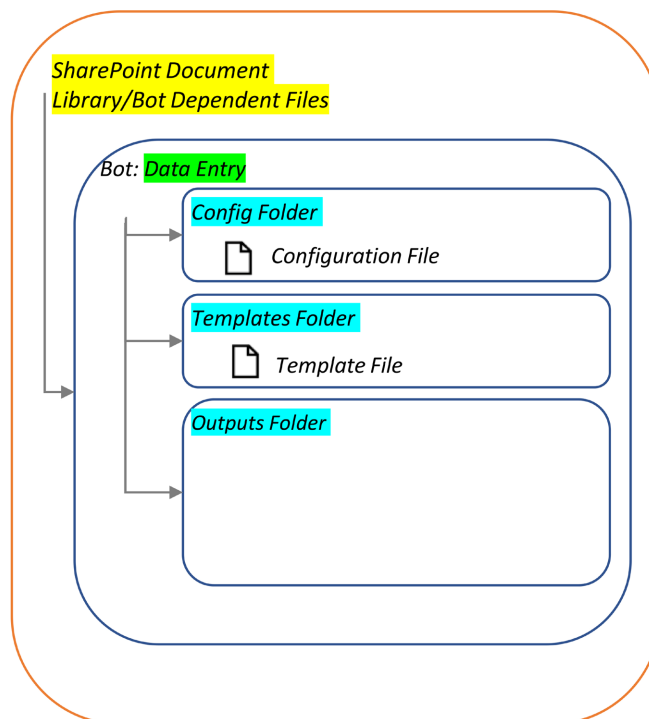 SharePoint Document
Library/Bot Dependent Files
Bot: Data Entry
Config Folder
Configuration File
Templates Folder
Template File
Outputs Folder